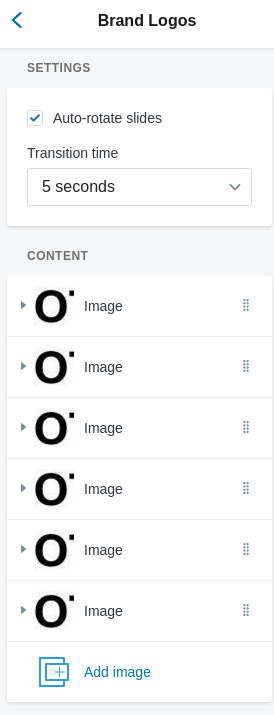 Brand Logos
SETTINGS
Auto-rotate slides
Transition time
5 seconds
CONTENT
Image
Image
Image
Image
Image
Image
Add image